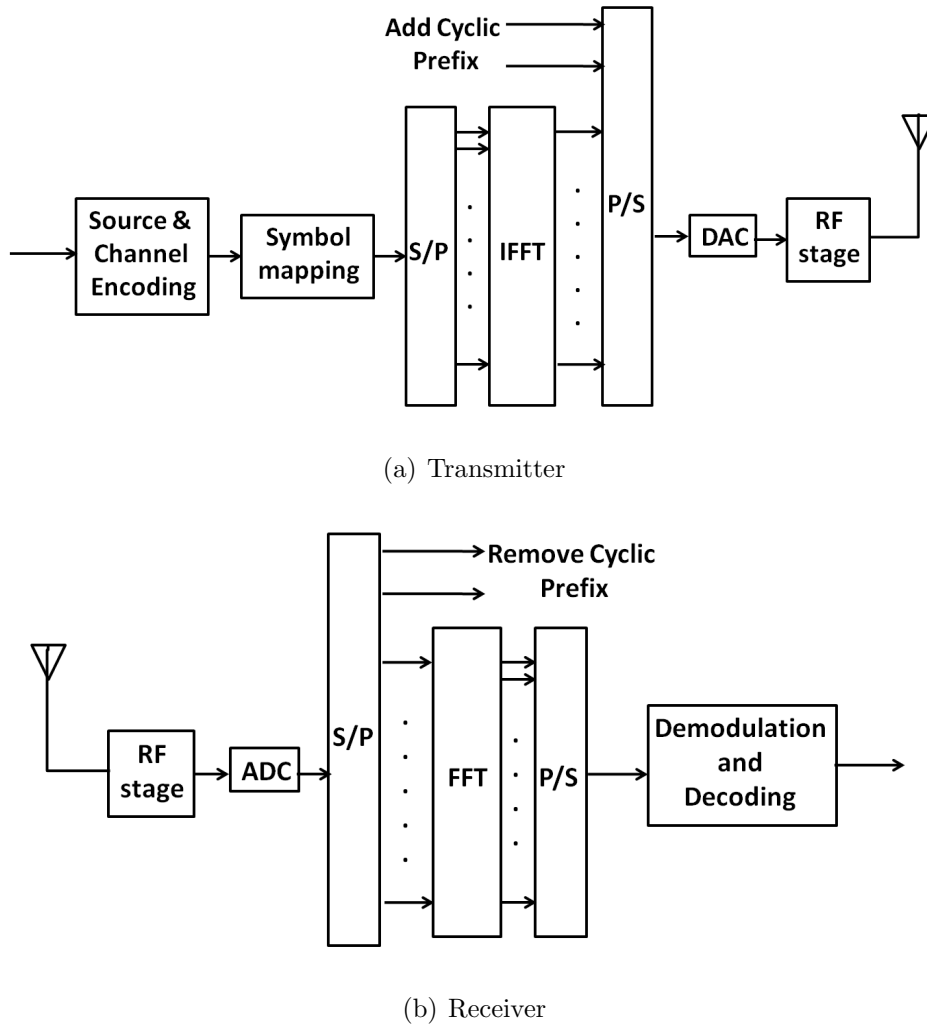 Add Cyclic
Prefix
Source &
Channel
Encoding
Symbol
mapping
S/P
IFFT
P/S
DAC
RF
stage
(a) Transmitter
Remove Cyclic
Prefix
RF
stage
ADC
S/P
FFT
P/S
Demodulation
and
Decoding
(b) Receiver